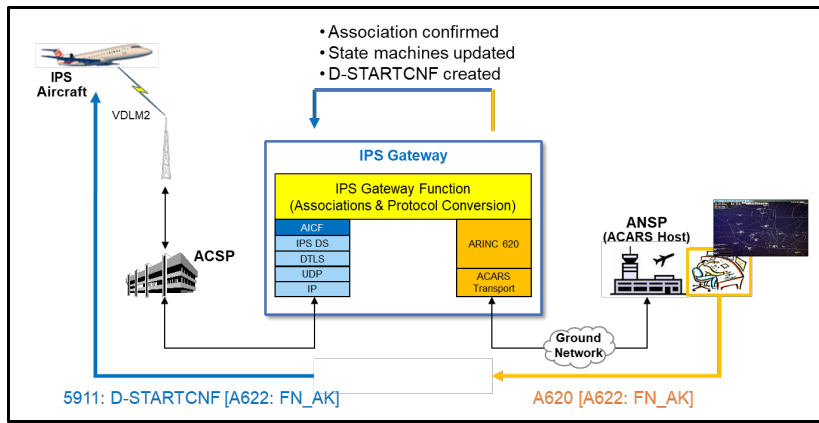 • Association confirmed
• State machines updated
• D-STARTCNF created
IPS
Aircraft
VDLM2
IPS Gateway
IPS Gateway Function
(Associations & Protocol Conversion)
AICF
IPS DS
DTLS
UDP
IP
ARINC 620
ACARS
Transport
ACSP
ANSP
(ACARS Host)
Ground
Network
5911: D-STARTCNF [A622: FN_AK]
A620 [A622: FN_AK]